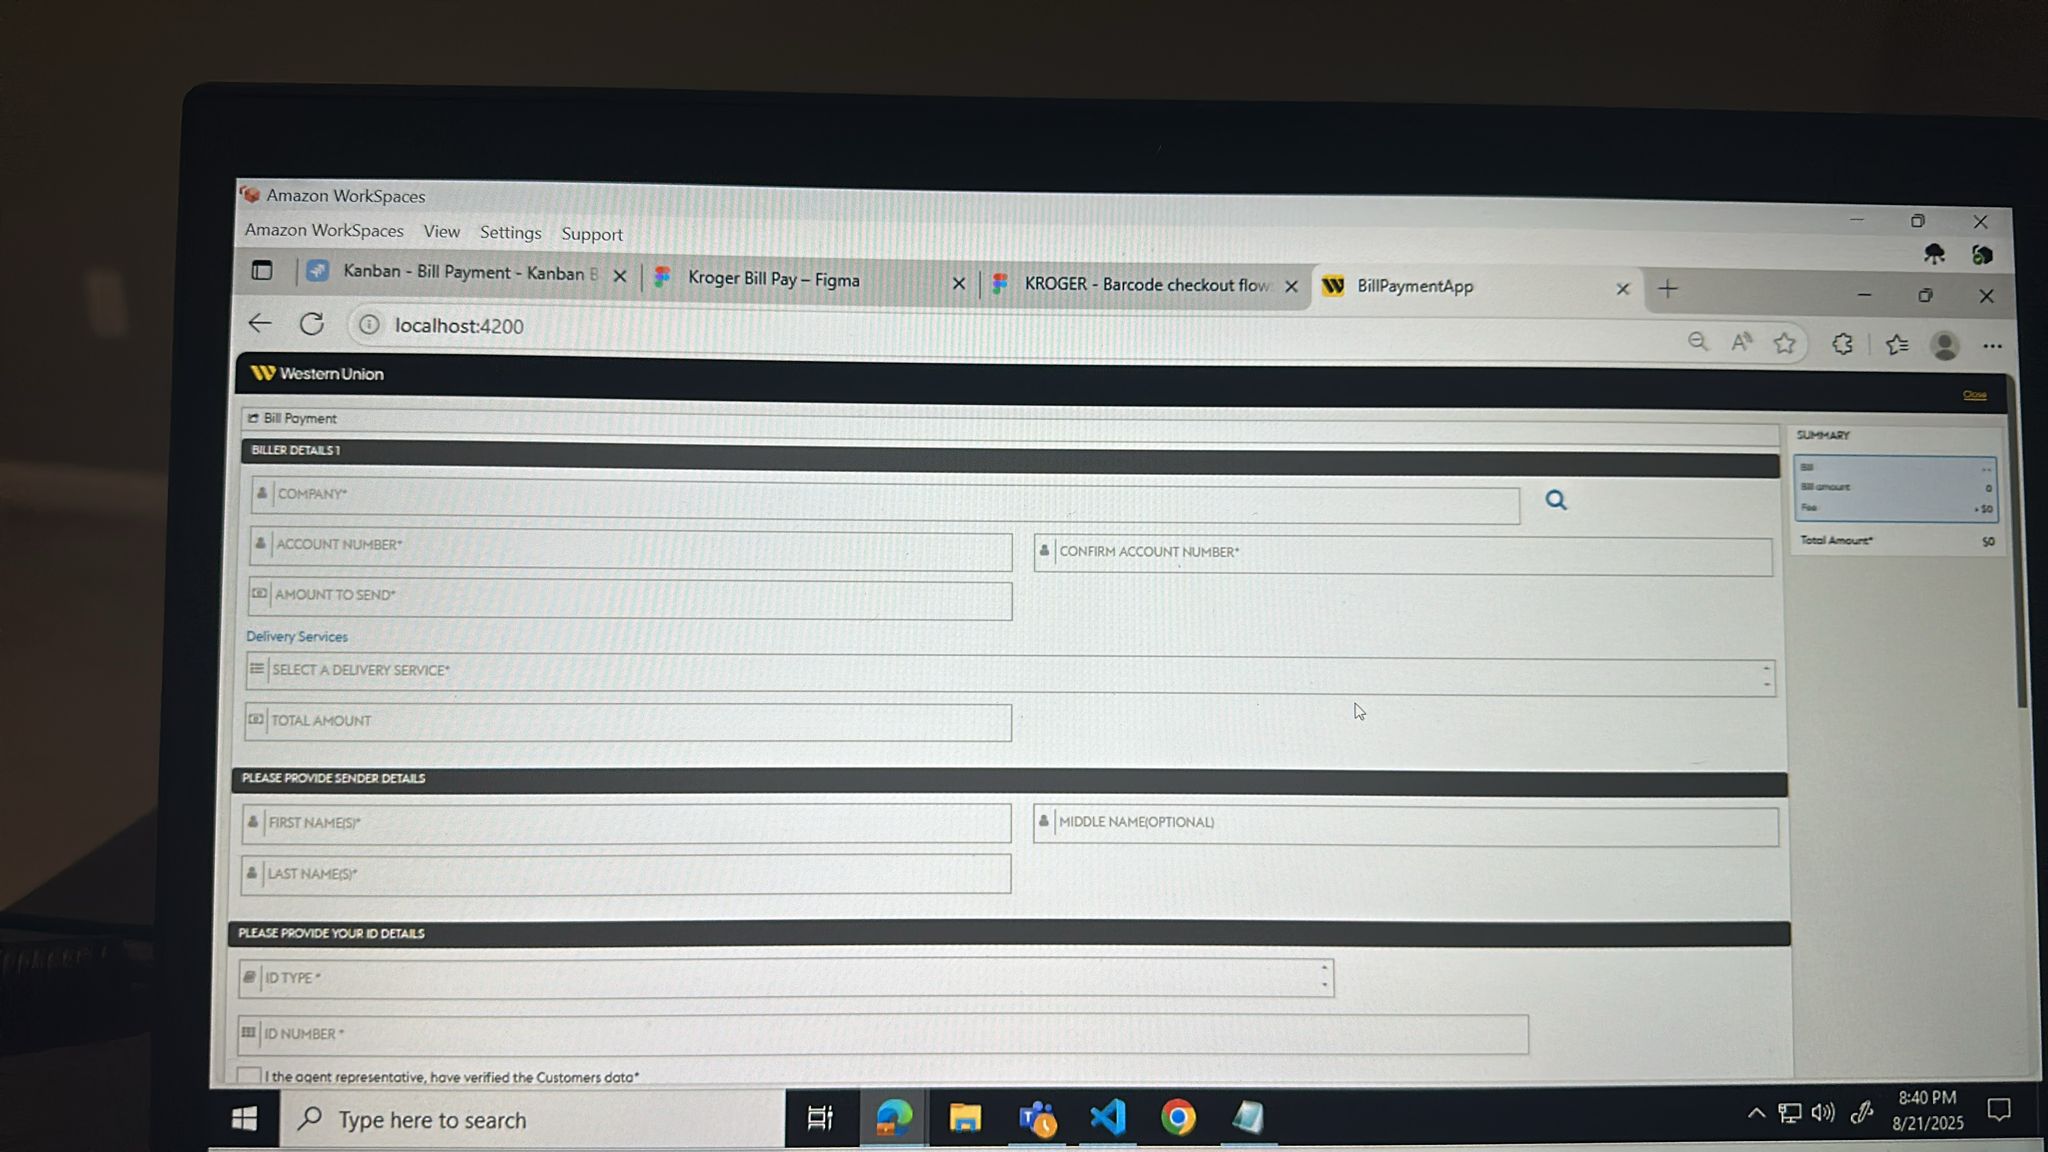 Amazon WorkSpaces
Amazon WorkSpaces View Settings Support
Kanban - Bill Payment - Kanban B
Kroger Bill Pay – Figma
KROGER - Barcode checkout flow
BillPaymentApp
localhost:4200
Western Union
Close
Bill Payment
BILLER DETAILS 1
COMPANY*
ACCOUNT NUMBER*
CONFIRM ACCOUNT NUMBER*
AMOUNT TO SEND*
Delivery Services
SELECT A DELIVERY SERVICE*
TOTAL AMOUNT
PLEASE PROVIDE SENDER DETAILS
FIRST NAME(S)*
MIDDLE NAME(OPTIONAL)
LAST NAME(S)*
PLEASE PROVIDE YOUR ID DETAILS
ID TYPE *
ID NUMBER *
I the agent representative, have verified the Customers data*
SUMMARY
Bill --
Bill amount 0
Fee + $0
Total Amount* $0
Type here to search
8:40 PM
8/21/2025